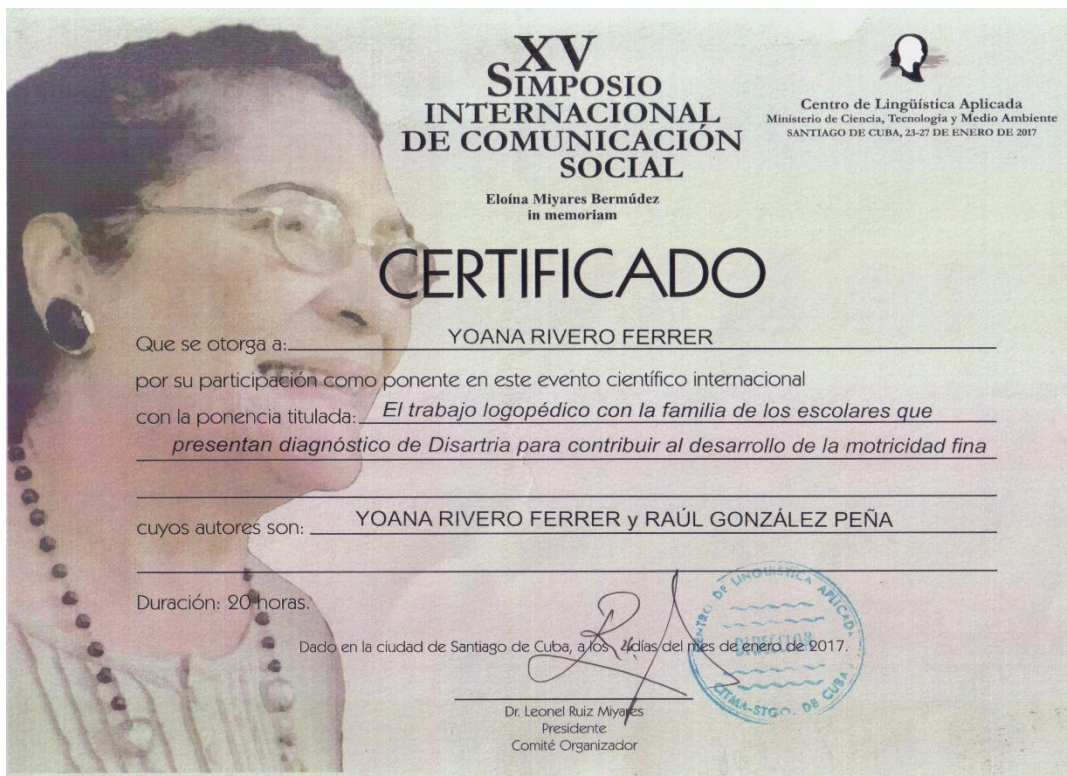 XV
SIMPOSIO
INTERNACIONAL
DE COMUNICACIÓN
SOCIAL
Eloína Miyares Bermúdez
in memoriam
Centro de Lingüística Aplicada
Ministerio de Ciencia, Tecnología y Medio Ambiente
SANTIAGO DE CUBA, 23-27 DE ENERO DE 2017
CERTIFICADO
Que se otorga a: YOANA RIVERO FERRER
por su participación como ponente en este evento científico internacional
con la ponencia titulada: El trabajo logopédico con la familia de los escolares que
presentan diagnóstico de Disartria para contribuir al desarrollo de la motricidad fina
cuyos autores son: YOANA RIVERO FERRER y RAÚL GONZÁLEZ PEÑA
Duración: 20 horas.
Dado en la ciudad de Santiago de Cuba, a los días del mes de enero de 2017.
Dr. Leonel Ruiz Miyares
Presidente
Comité Organizador
CENTRO DE LINGUISTICA APLICADA
DIRECCION
CITMA-STGO. DE CUBA